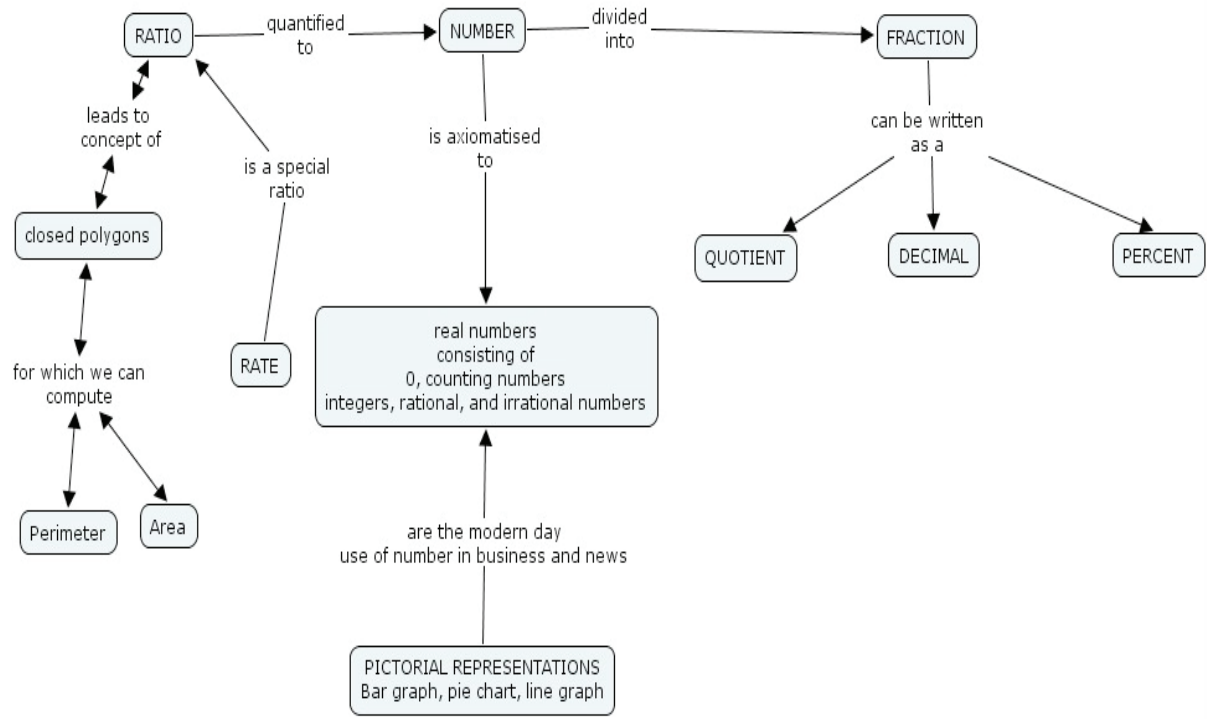 RATIO
quantified
to
NUMBER
divided
into
FRACTION
leads to
concept of
is a special
ratio
is axiomatised
to
can be written
as a
closed polygons
QUOTIENT
DECIMAL
PERCENT
RATE
real numbers
consisting of
0, counting numbers
integers, rational, and irrational numbers
for which we can
compute
Perimeter
Area
are the modern day
use of number in business and news
PICTORIAL REPRESENTATIONS
Bar graph, pie chart, line graph